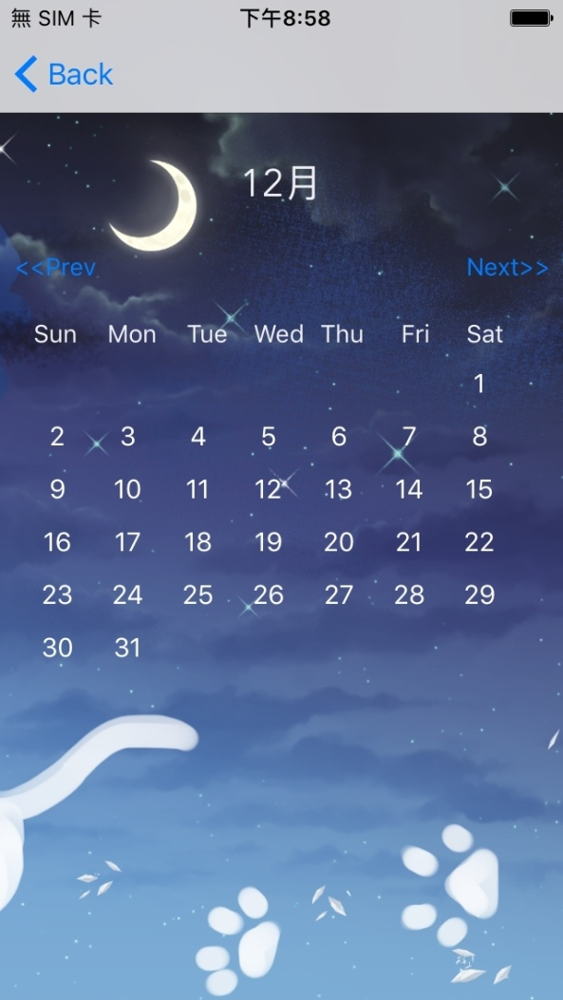 無 SIM 卡 下午8:58
Back
12月
<<Prev Next>>
Sun Mon Tue Wed Thu Fri Sat
1
2 3 4 5 6 7 8
9 10 11 12 13 14 15
16 17 18 19 20 21 22
23 24 25 26 27 28 29
30 31